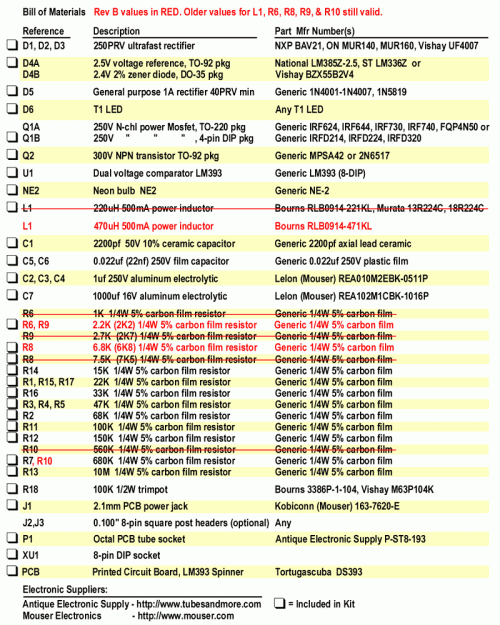 Bill of Materials Rev B values in RED. Older values for L1, R6, R8, R9, & R10 still valid.
Reference Description Part Mfr Number(s)
D1, D2, D3 250PRV ultrafast rectifier NXP BAV21, ON MUR140, MUR160, Vishay UF4007
D4A 2.5V voltage reference, TO-92 pkg National LM385Z-2.5, ST LM336Z or
D4B 2.4V 2% zener diode, DO-35 pkg Vishay BZX55B2V4
D5 General purpose 1A rectifier 40PRV min Generic 1N4001-1N4007, 1N5819
D6 T1 LED Any T1 LED
Q1A 250V N-chl power Mosfet, TO-220 pkg Generic IRF624, IRF644, IRF730, IRF740, FQP4N50 or
Q1B 250V " " " , 4-pin DIP pkg Generic IRFD214, IRFD224, IRFD320
Q2 300V NPN transistor TO-92 pkg Generic MPSA42 or 2N6517
U1 Dual voltage comparator LM393 Generic LM393 (8-DIP)
NE2 Neon bulb NE2 Generic NE-2
L1 220uH 500mA power inductor Bourns RLB0914-221KL, Murata 13R224C, 18R224C
L1 470uH 500mA power inductor Bourns RLB0914-471KL
C1 2200pf 50V 10% ceramic capacitor Generic 2200pf axial lead ceramic
C5, C6 0.022uf (22nf) 250V film capacitor Generic 0.022uf 250V plastic film
C2, C3, C4 1uf 250V aluminum electrolytic Lelon (Mouser) REA010M2EBK-0511P
C7 1000uf 16V aluminum electrolytic Lelon (Mouser) REA102M1CBK-1016P
R6 1K 1/4W 5% carbon film resistor Generic 1/4W 5% carbon film
R6, R9 2.2K (2K2) 1/4W 5% carbon film resistor Generic 1/4W 5% carbon film
R9 2.7K (2K7) 1/4W 5% carbon film resistor Generic 1/4W 5% carbon film
R8 6.8K (6K8) 1/4W 5% carbon film resistor Generic 1/4W 5% carbon film
R8 7.5K (7K5) 1/4W 5% carbon film resistor Generic 1/4W 5% carbon film
R14 15K 1/4W 5% carbon film resistor Generic 1/4W 5% carbon film
R1, R15, R17 22K 1/4W 5% carbon film resistor Generic 1/4W 5% carbon film
R16 33K 1/4W 5% carbon film resistor Generic 1/4W 5% carbon film
R3, R4, R5 47K 1/4W 5% carbon film resistor Generic 1/4W 5% carbon film
R2 68K 1/4W 5% carbon film resistor Generic 1/4W 5% carbon film
R11 100K 1/4W 5% carbon film resistor Generic 1/4W 5% carbon film
R12 150K 1/4W 5% carbon film resistor Generic 1/4W 5% carbon film
R10 560K 1/4W 5% carbon film resistor Generic 1/4W 5% carbon film
R7, R10 680K 1/4W 5% carbon film resistor Generic 1/4W 5% carbon film
R13 10M 1/4W 5% carbon film resistor Generic 1/4W 5% carbon film
R18 100K 1/2W trimpot Bourns 3386P-1-104, Vishay M63P104K
J1 2.1mm PCB power jack Kobiconn (Mouser) 163-7620-E
J2,J3 0.100" 8-pin square post headers (optional) Any
P1 Octal PCB tube socket Antique Electronic Supply P-ST8-193
XU1 8-pin DIP socket
PCB Printed Circuit Board, LM393 Spinner Tortugascuba DS393
Electronic Suppliers:
Antique Electronic Supply - http://www.tubesandmore.com = Included in Kit
Mouser Electronics - http://www.mouser.com